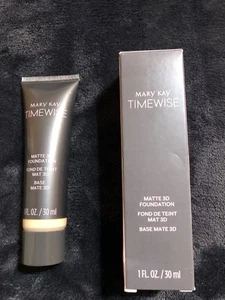 MARY KAY
TIMEWISE
MATTE 3D
FOUNDATION
FOND DE TEINT
MAT 3D
BASE
MATE 3D
1 FL. OZ. / 30 ml
MARY KAY
TIMEWISE
MATTE 3D
FOUNDATION
FOND DE TEINT
MAT 3D
BASE MATE 3D
1 FL. OZ. / 30 ml